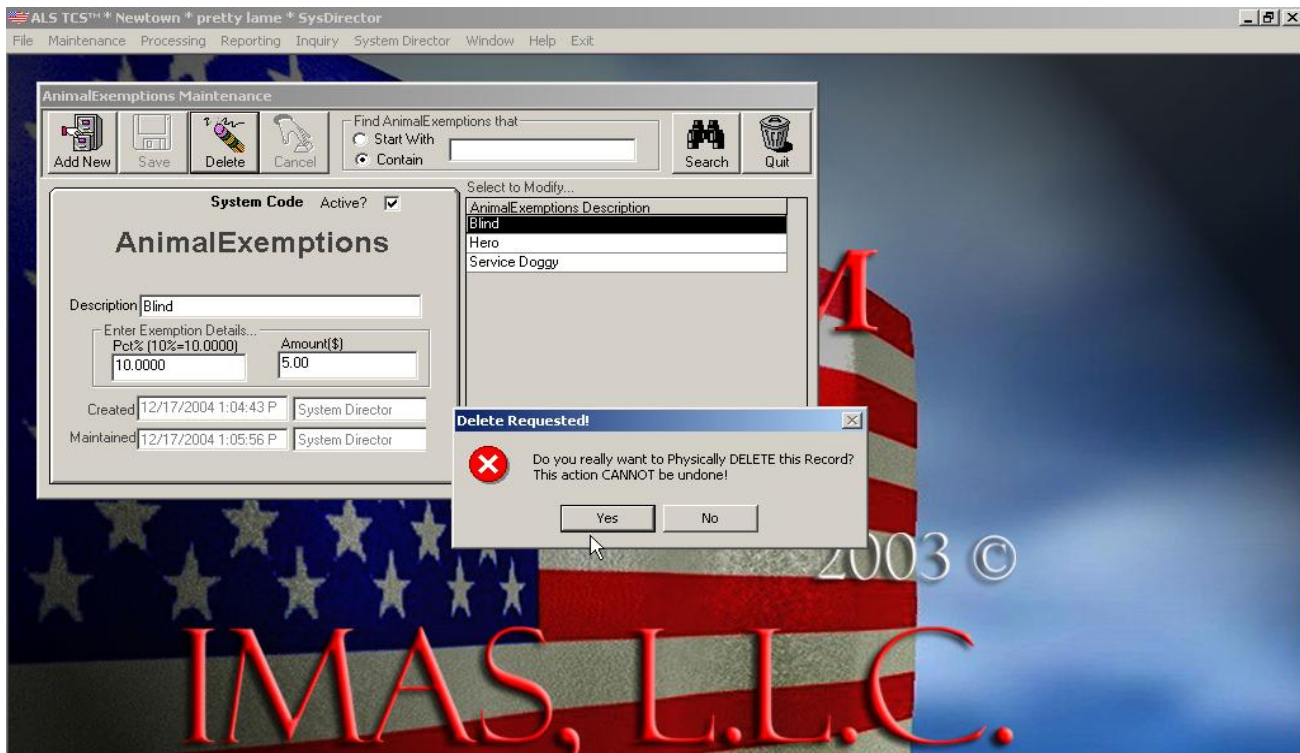 ALS TCS™ * Newtown * pretty lame * SysDirector
File Maintenance Processing Reporting Inquiry System Director Window Help Exit
AnimalExemptions Maintenance
Add New
Save
Delete
Cancel
Find AnimalExemptions that
Start With
Contain
Search
Quit
System Code Active?
AnimalExemptions
Description Blind
Enter Exemption Details...
Pct% (10%=10.0000) Amount($)
10.0000 5.00
Created 12/17/2004 1:04:43 P System Director
Maintained 12/17/2004 1:05:56 P System Director
Select to Modify...
AnimalExemptions Description
Blind
Hero
Service Doggy
Delete Requested!
Do you really want to Physically DELETE this Record?
This action CANNOT be undone!
Yes No
M
2003 ©
IMAS, L.L.C.